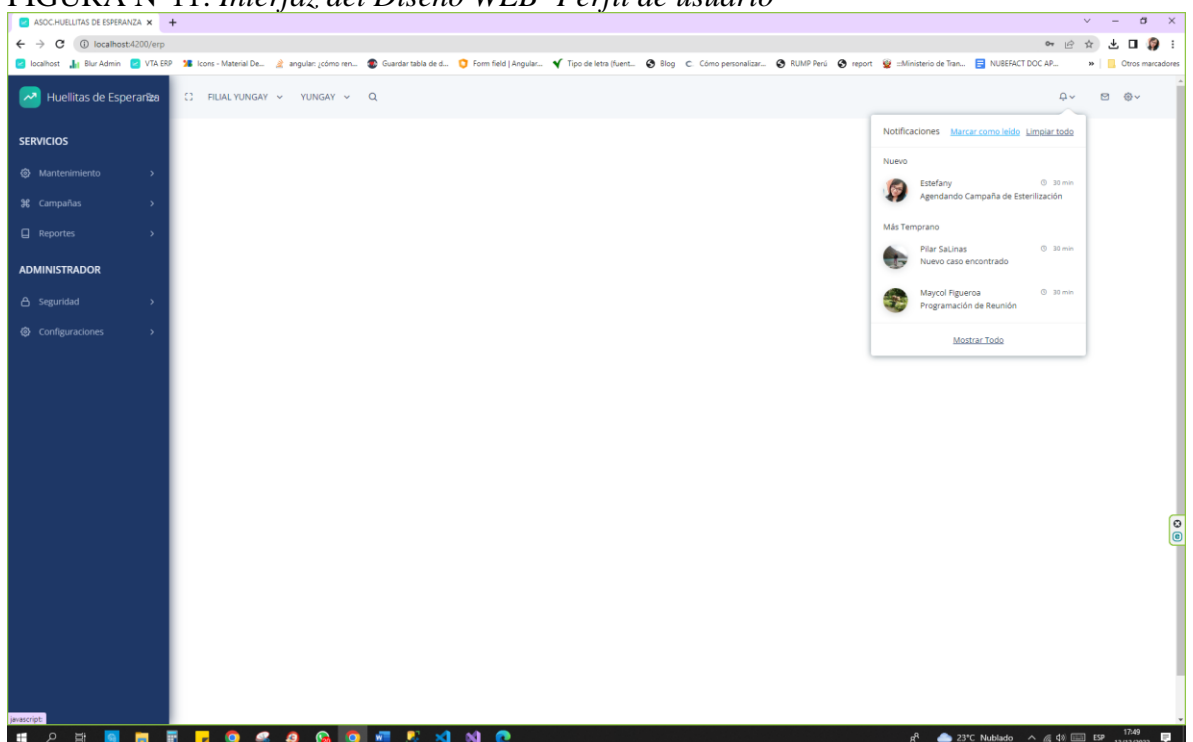 FIGURA N° 11: Interfaz del Diseño WEB- Perfil de usuario
ASOC.HUELLITAS DE ESPERANZA
localhost:4200/erp
localhost
Blur Admin
VTA ERP
Icons - Material De...
angular: ¿cómo ren...
Guardar tabla de d...
Form field | Angular...
Tipo de letra (fuent...
Blog
Cómo personalizar...
RUMP Perú
report
::Ministerio de Tran...
NUBEFACT DOC AP...
»
Otros marcadores
Huellitas de Esperanza
FILIAL YUNGAY
YUNGAY
SERVICIOS
Mantenimiento
Campañas
Reportes
ADMINISTRADOR
Seguridad
Configuraciones
Notificaciones Marcar como leído Limpiar todo
Nuevo
Estefany 30 min
Agendando Campaña de Esterilización
Más Temprano
Pilar SaLinas 30 min
Nuevo caso encontrado
Maycol Figueroa 30 min
Programación de Reunión
Mostrar Todo
javascript:
23°C Nublado
ESP
17:49